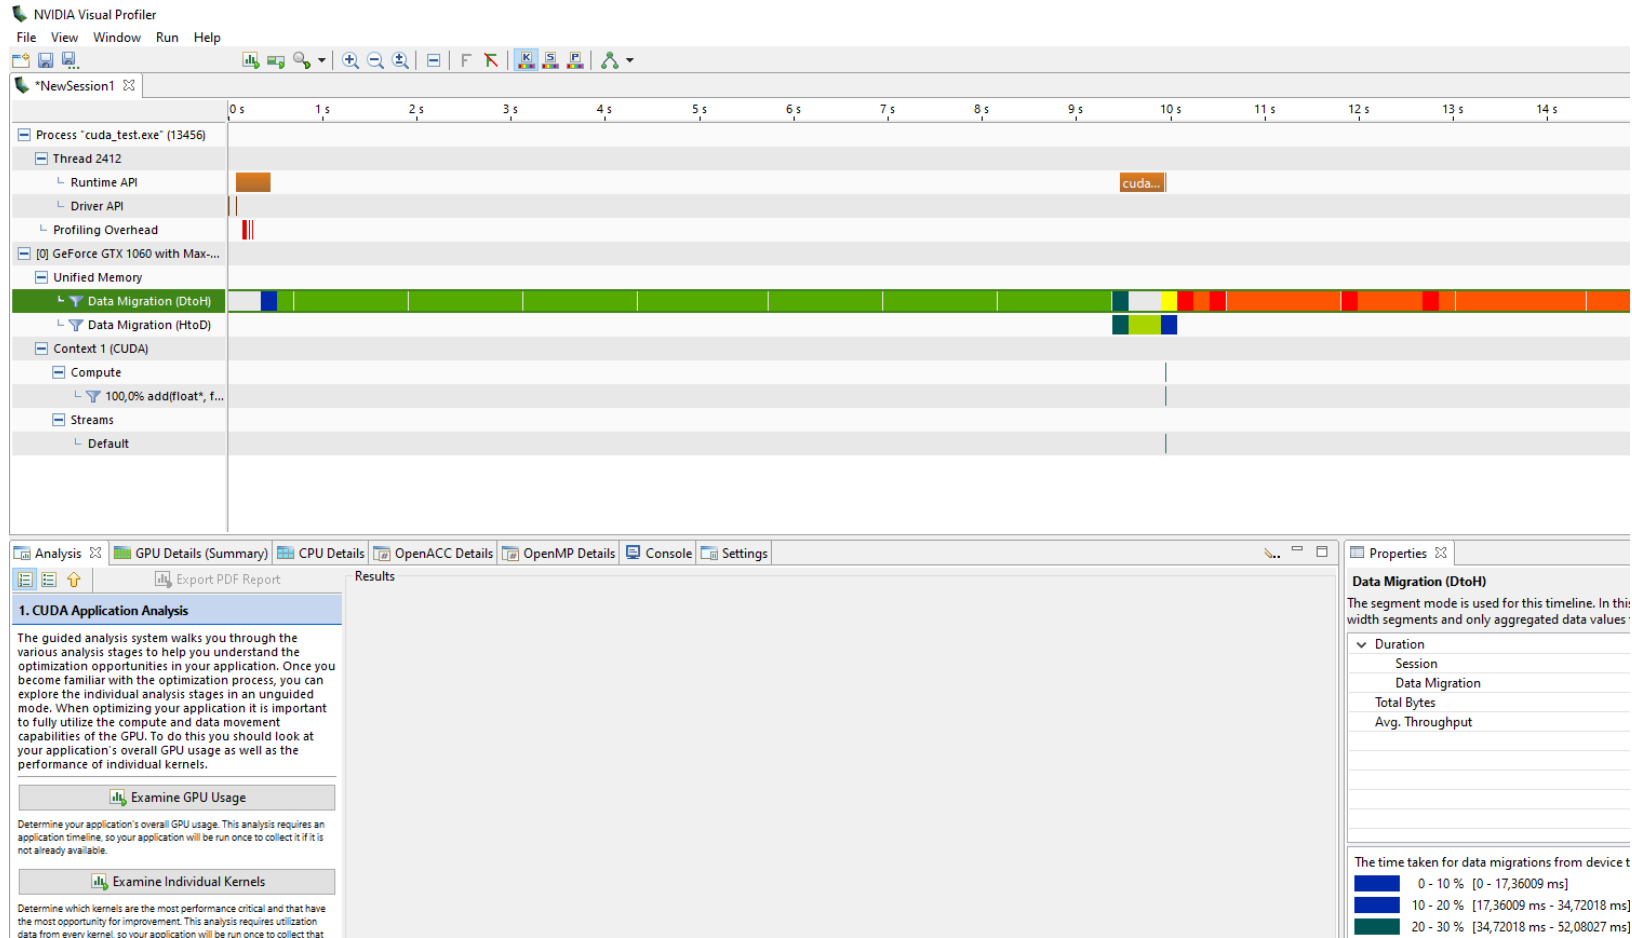 NVIDIA Visual Profiler
File View Window Run Help
*NewSession1
0 s 1 s 2 s 3 s 4 s 5 s 6 s 7 s 8 s 9 s 10 s 11 s 12 s 13 s 14 s
Process "cuda_test.exe" (13456)
Thread 2412
Runtime API
cuda...
Driver API
Profiling Overhead
[0] GeForce GTX 1060 with Max-...
Unified Memory
Data Migration (DtoH)
Data Migration (HtoD)
Context 1 (CUDA)
Compute
100,0% add(float*, f...
Streams
Default
Analysis GPU Details (Summary) CPU Details OpenACC Details OpenMP Details Console Settings
Export PDF Report
Results
1. CUDA Application Analysis
The guided analysis system walks you through the
various analysis stages to help you understand the
optimization opportunities in your application. Once you
become familiar with the optimization process, you can
explore the individual analysis stages in an unguided
mode. When optimizing your application it is important
to fully utilize the compute and data movement
capabilities of the GPU. To do this you should look at
your application's overall GPU usage as well as the
performance of individual kernels.
Examine GPU Usage
Determine your application's overall GPU usage. This analysis requires an
application timeline, so your application will be run once to collect it if it is
not already available.
Examine Individual Kernels
Determine which kernels are the most performance critical and that have
the most opportunity for improvement. This analysis requires utilization
data from every kernel, so your application will be run once to collect that
Properties
Data Migration (DtoH)
The segment mode is used for this timeline. In this
width segments and only aggregated data values
Duration
Session
Data Migration
Total Bytes
Avg. Throughput
The time taken for data migrations from device t
0 - 10 % [0 - 17,36009 ms]
10 - 20 % [17,36009 ms - 34,72018 ms]
20 - 30 % [34,72018 ms - 52,08027 ms]